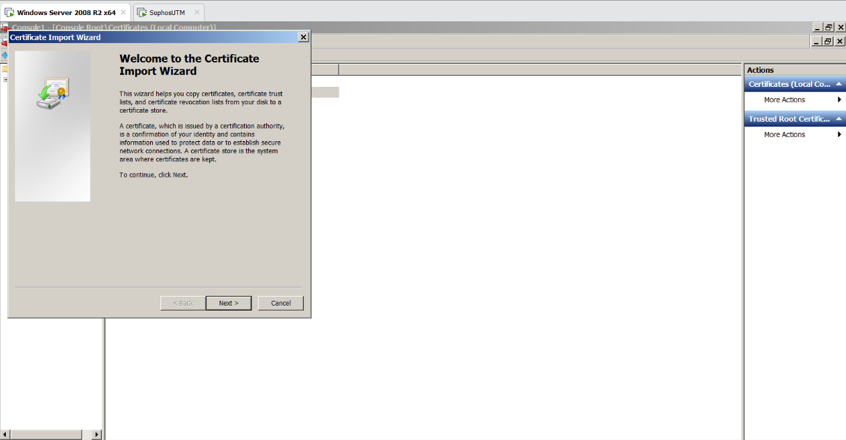 Windows Server 2008 R2 x64
SophosUTM
Console1 - [Console Root\Certificates (Local Computer)]
Certificate Import Wizard
Welcome to the Certificate
Import Wizard
This wizard helps you copy certificates, certificate trust
lists, and certificate revocation lists from your disk to a
certificate store.
A certificate, which is issued by a certification authority,
is a confirmation of your identity and contains
information used to protect data or to establish secure
network connections. A certificate store is the system
area where certificates are kept.
To continue, click Next.
< Back
Next >
Cancel
Actions
Certificates (Local Co...
More Actions
Trusted Root Certific...
More Actions